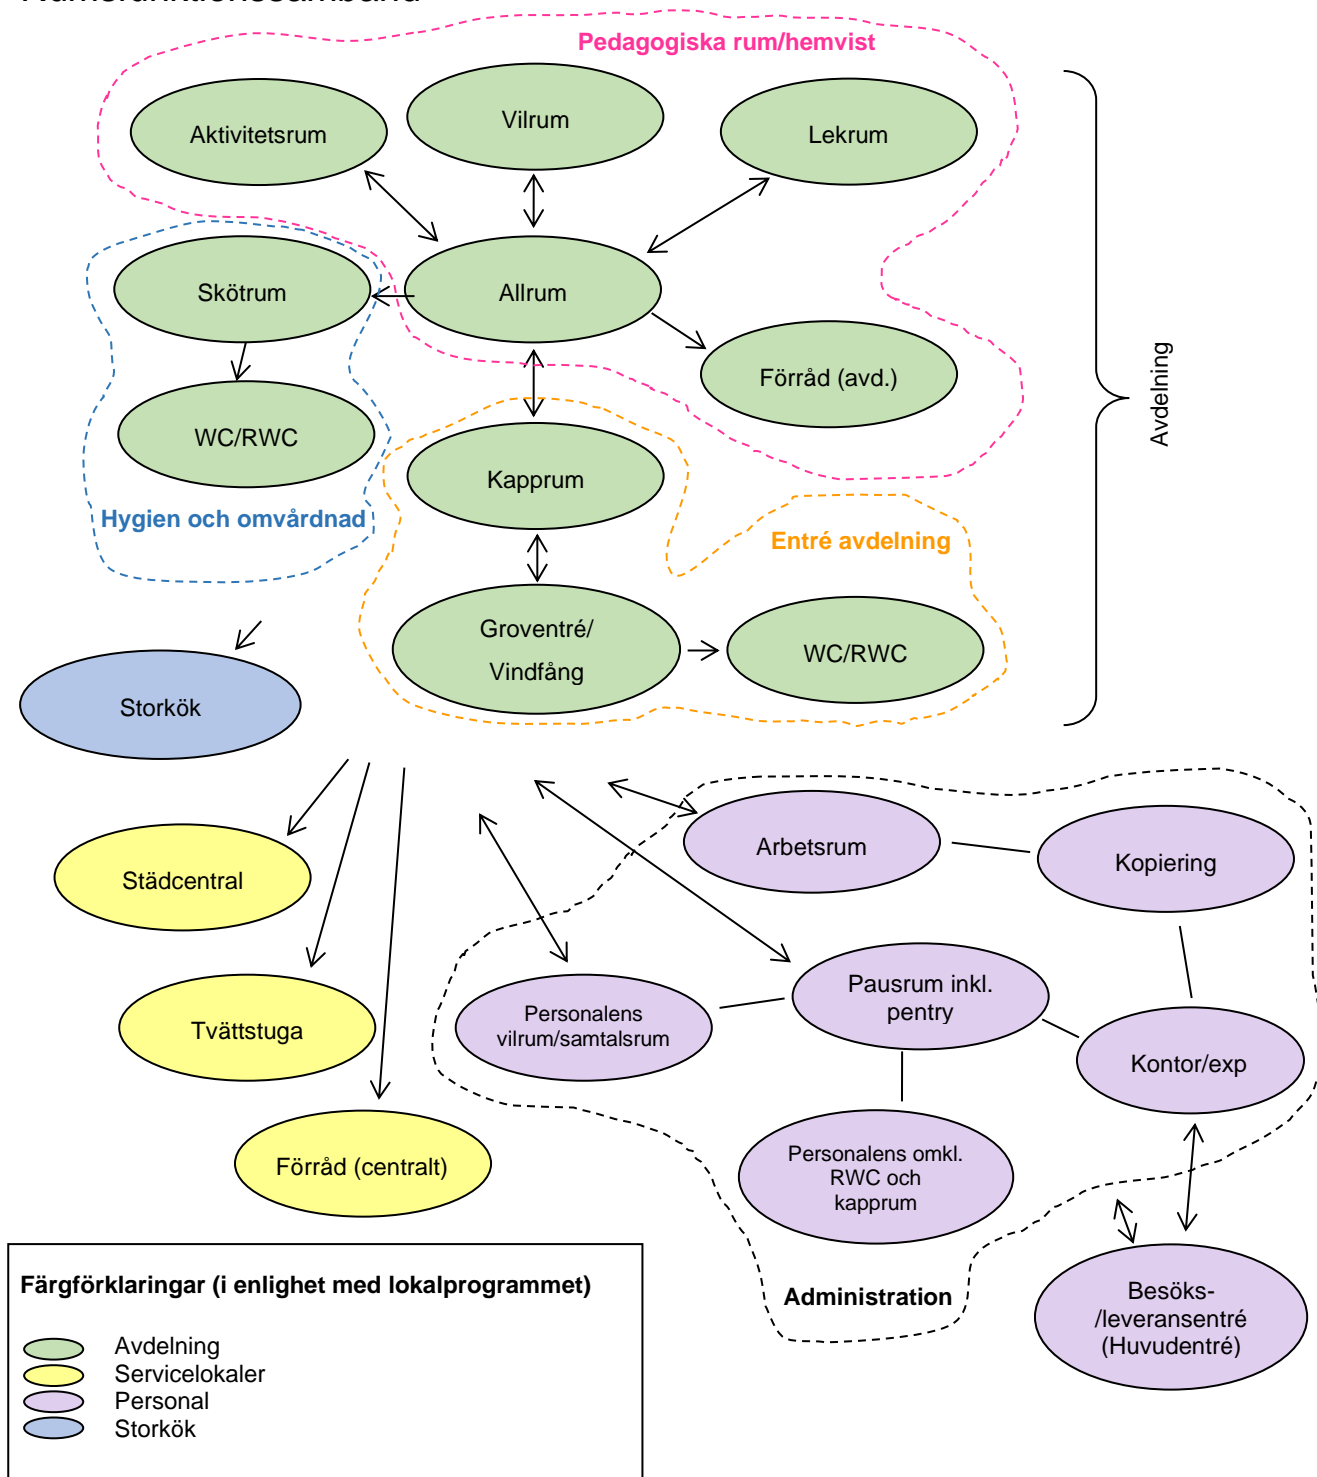 Pedagogiska rum/hemvist
Aktivitetsrum
Vilrum
Lekrum
Skötrum
Allrum
Förråd (avd.)
WC/RWC
Kapprum
Hygien och omvårdnad
Entré avdelning
Groventré/
Vindfång
WC/RWC
Avdelning
Storkök
Städcentral
Tvättstuga
Förråd (centralt)
Arbetsrum
Kopiering
Pausrum inkl.
pentry
Personalens
vilrum/samtalsrum
Kontor/exp
Personalens omkl.
RWC och
kapprum
Administration
Besöks-
/leveransentré
(Huvudentré)
Färgförklaringar (i enlighet med lokalprogrammet)
Avdelning
Servicelokaler
Personal
Storkök